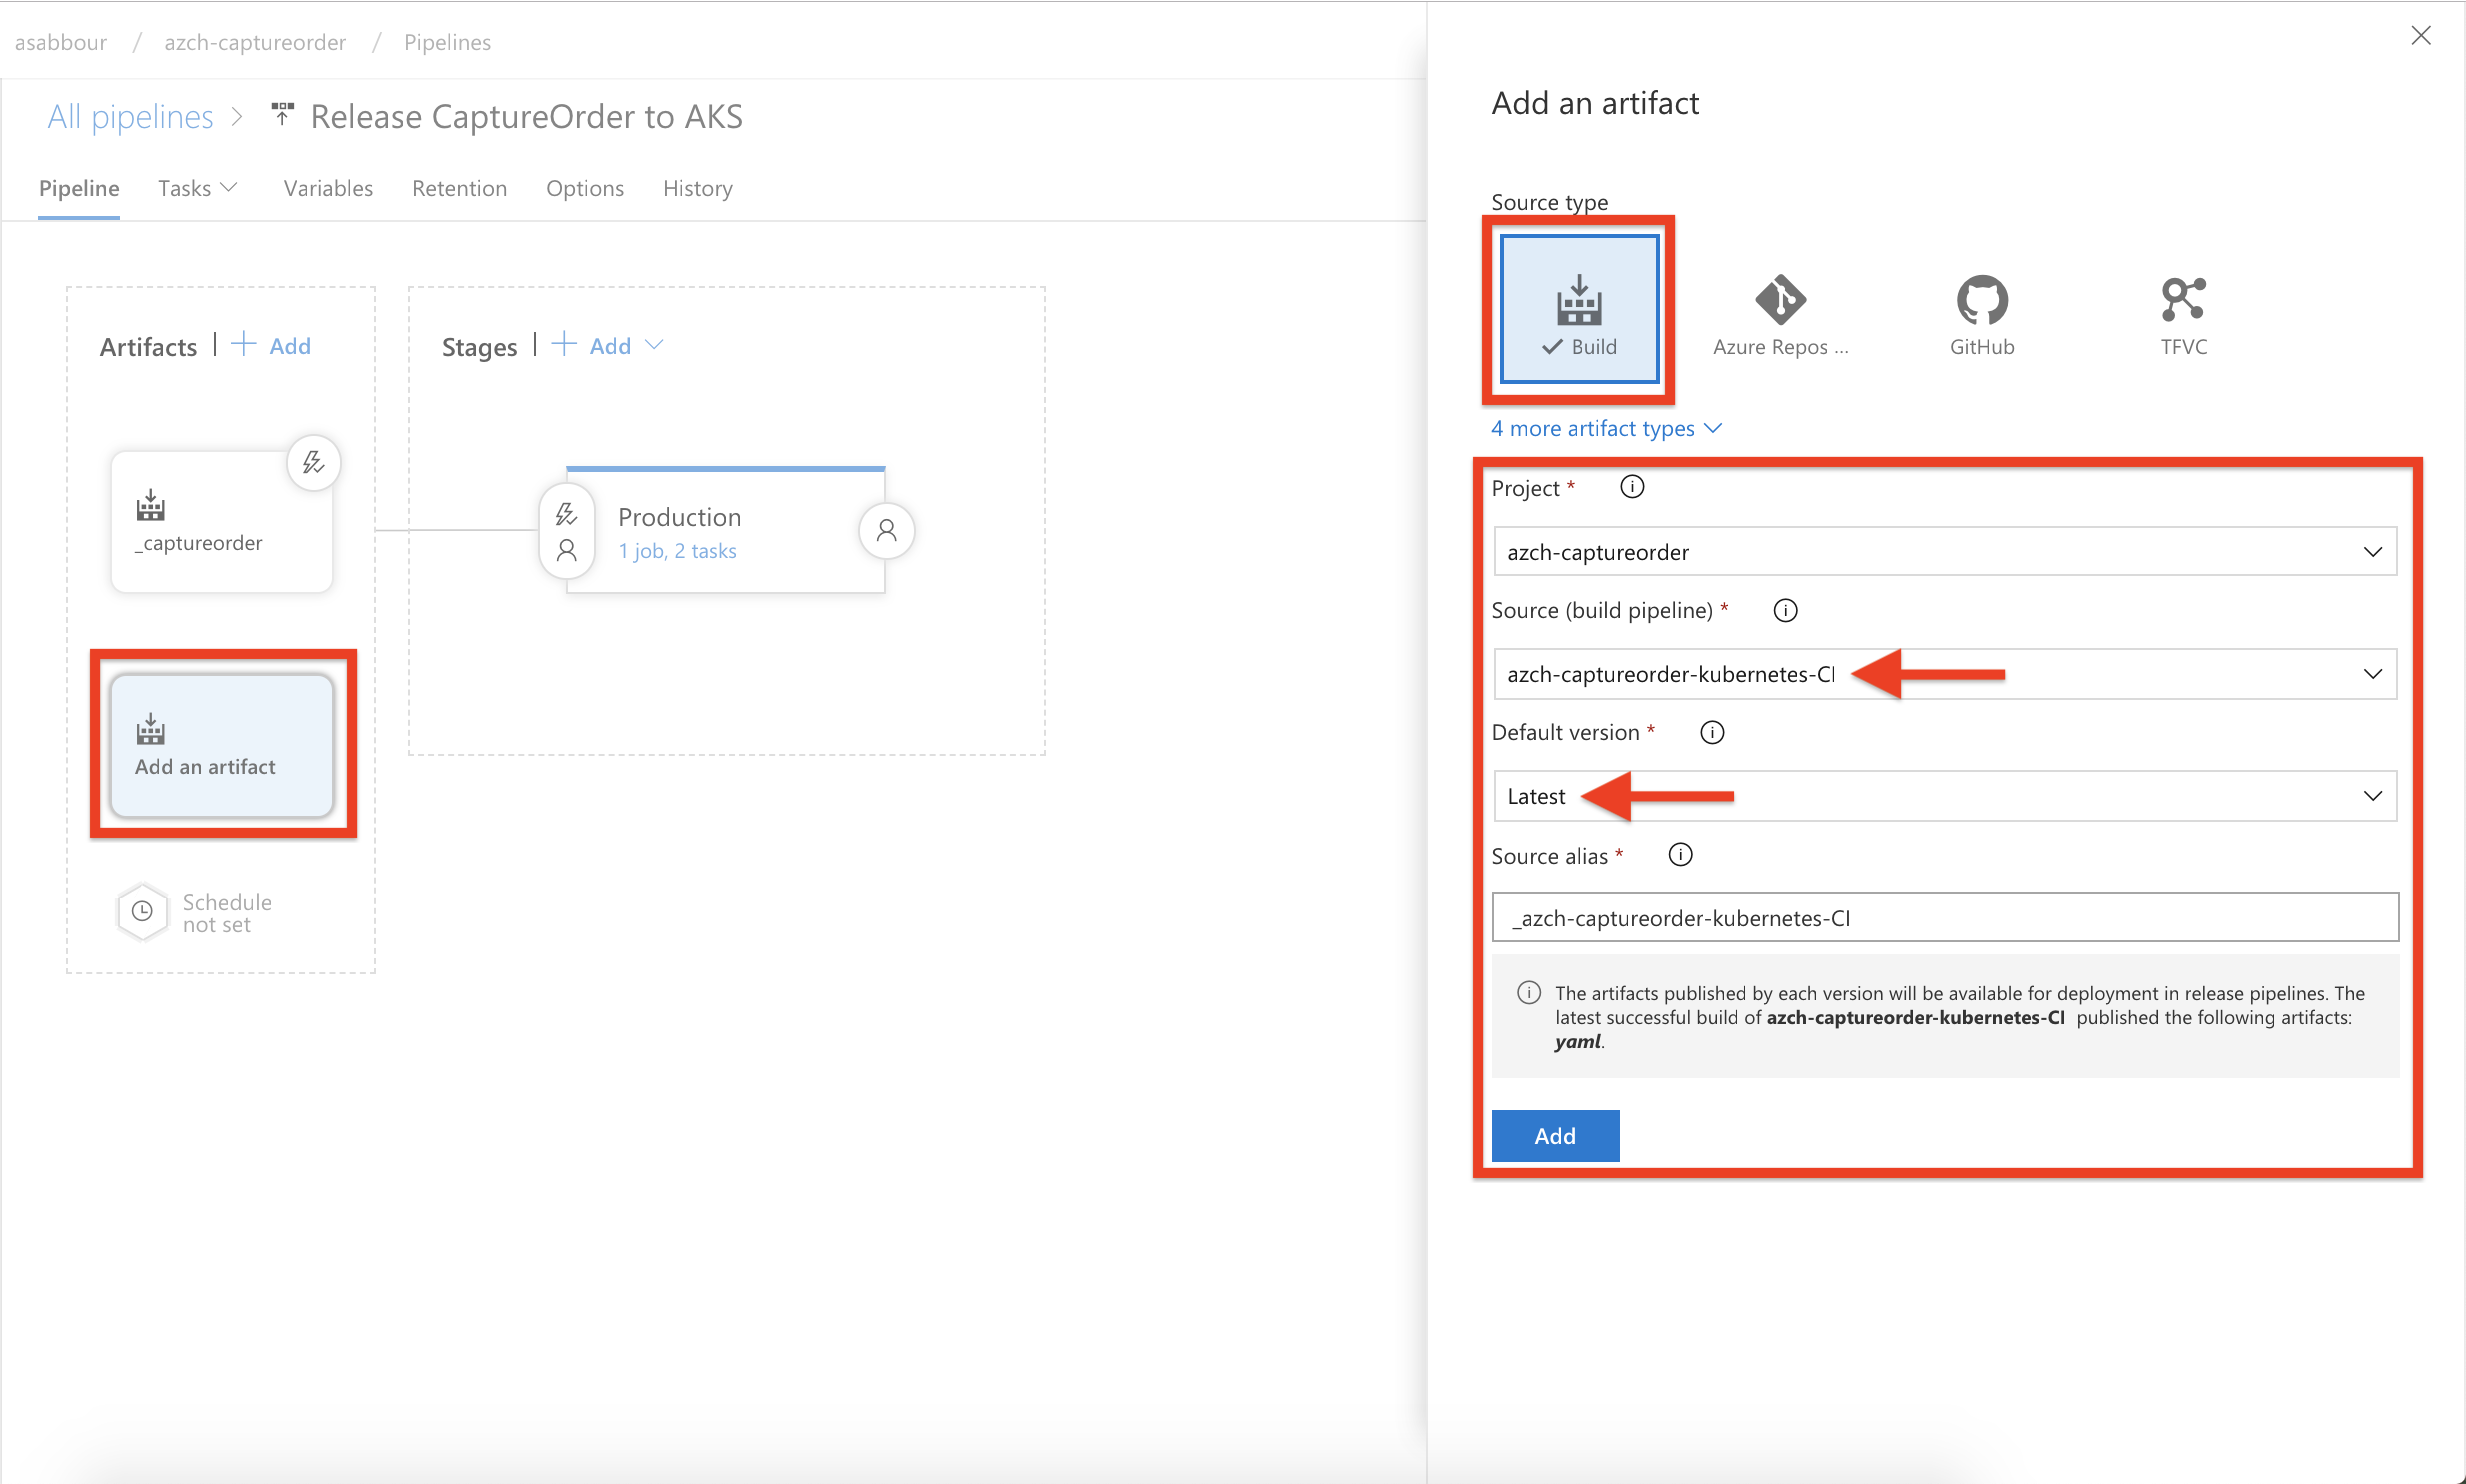 asabbour / azch-captureorder / Pipelines
All pipelines > Release CaptureOrder to AKS
Pipeline Tasks Variables Retention Options History
Artifacts | + Add
Stages | + Add
_captureorder
Production
1 job, 2 tasks
Add an artifact
Schedule
not set
Add an artifact
Source type
Build
Azure Repos ...
GitHub
TFVC
4 more artifact types
Project *
azch-captureorder
Source (build pipeline) *
azch-captureorder-kubernetes-CI
Default version *
Latest
Source alias *
_azch-captureorder-kubernetes-CI
The artifacts published by each version will be available for deployment in release pipelines. The
latest successful build of azch-captureorder-kubernetes-CI published the following artifacts:
yaml.
Add